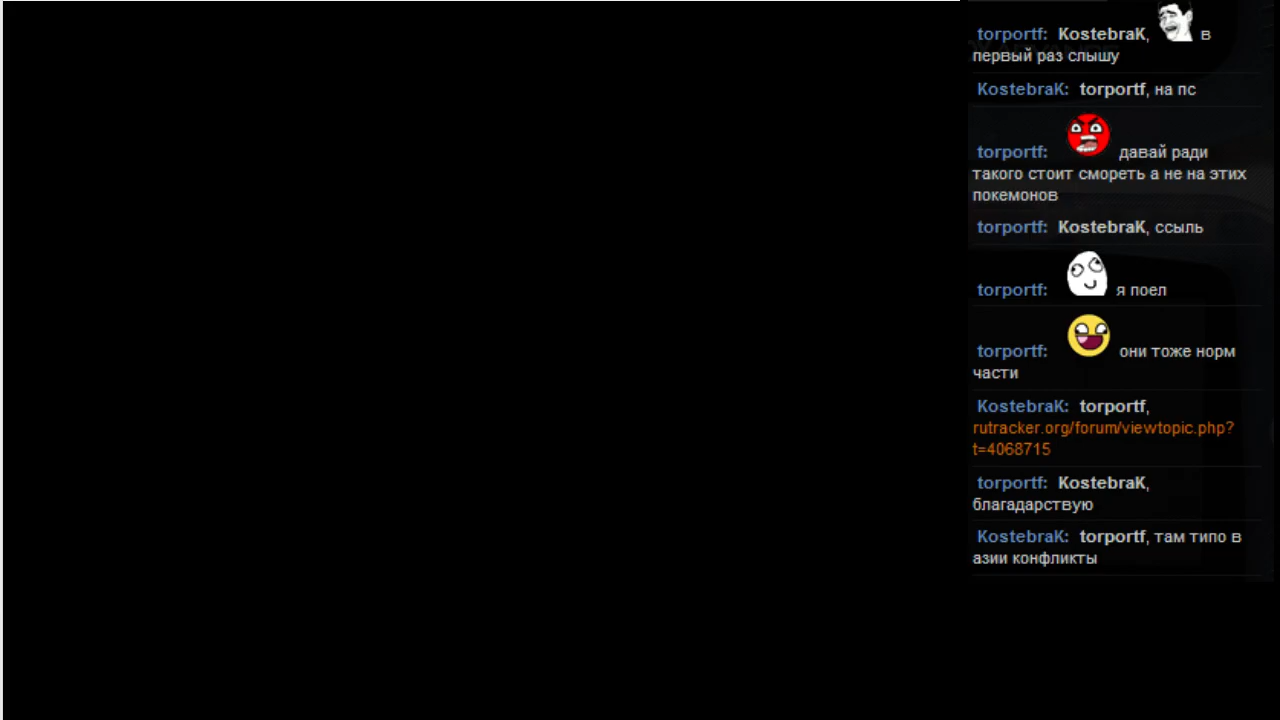 torportf: KostebraK, в
первый раз слышу
KostebraK: torportf, на пс
torportf: давай ради
такого стоит смореть а не на этих
покемонов
torportf: KostebraK, ссыль
torportf: я поел
torportf: они тоже норм
части
KostebraK: torportf,
rutracker.org/forum/viewtopic.php?
t=4068715
torportf: KostebraK,
благадарствую
KostebraK: torportf, там типо в
азии конфликты